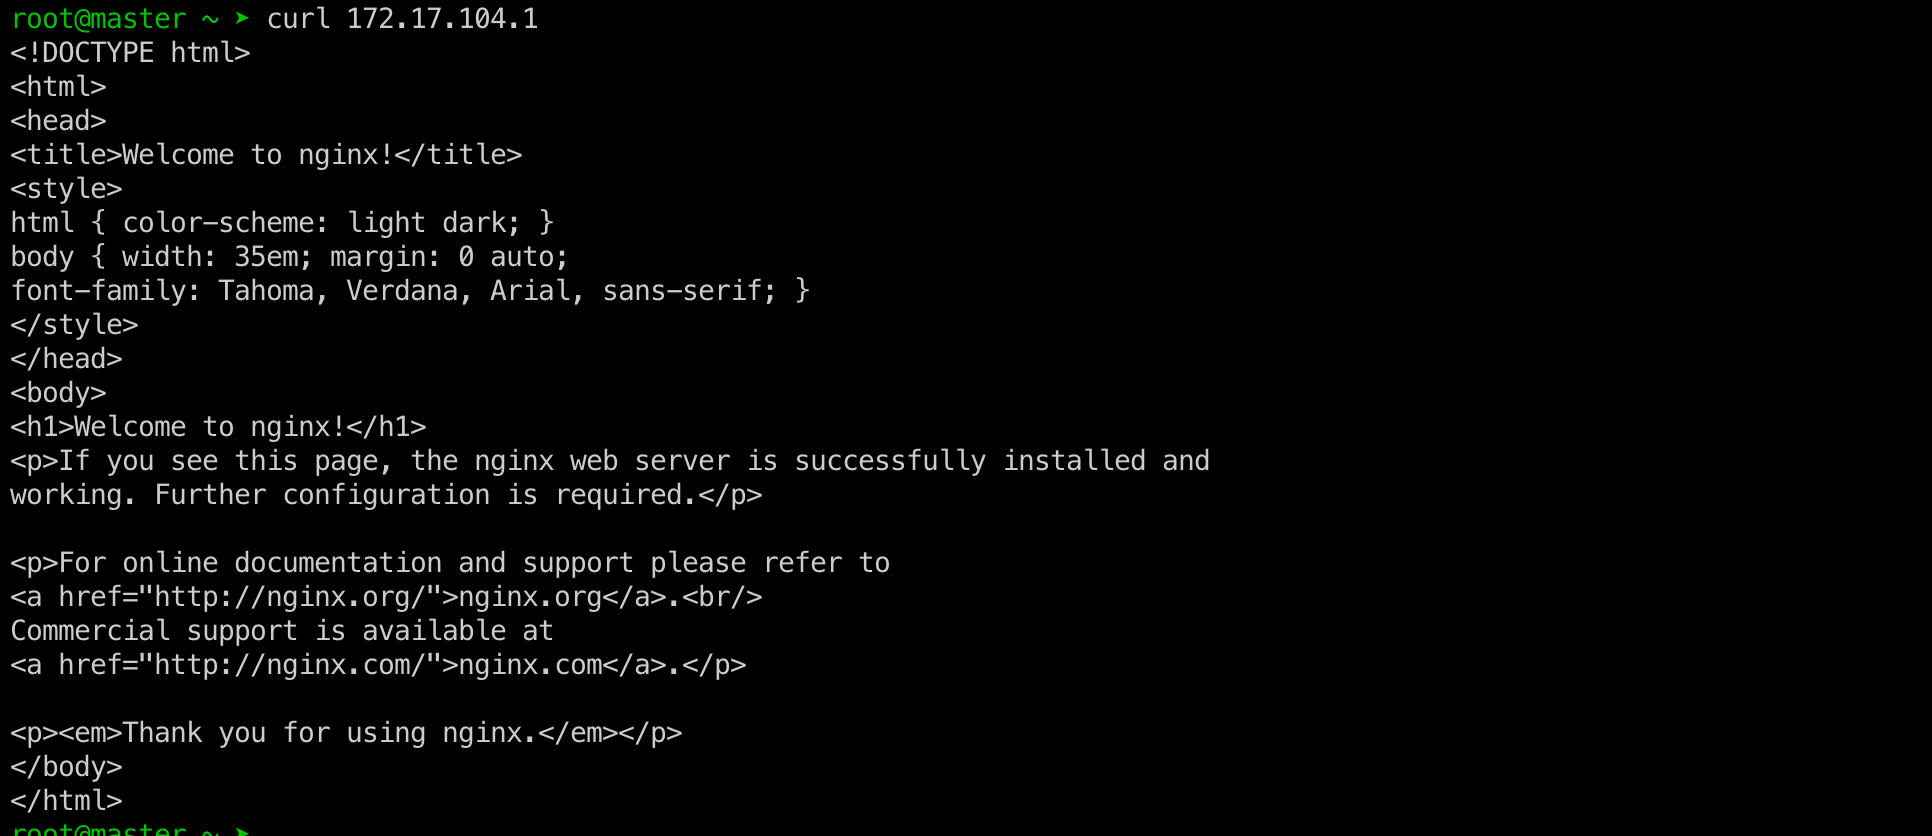 root@master ~ ➤ curl 172.17.104.1
<!DOCTYPE html>
<html>
<head>
<title>Welcome to nginx!</title>
<style>
html { color-scheme: light dark; }
body { width: 35em; margin: 0 auto;
font-family: Tahoma, Verdana, Arial, sans-serif; }
</style>
</head>
<body>
<h1>Welcome to nginx!</h1>
<p>If you see this page, the nginx web server is successfully installed and
working. Further configuration is required.</p>

<p>For online documentation and support please refer to
<a href="http://nginx.org/">nginx.org</a>.<br/>
Commercial support is available at
<a href="http://nginx.com/">nginx.com</a>.</p>

<p><em>Thank you for using nginx.</em></p>
</body>
</html>
root@master ~ ➤